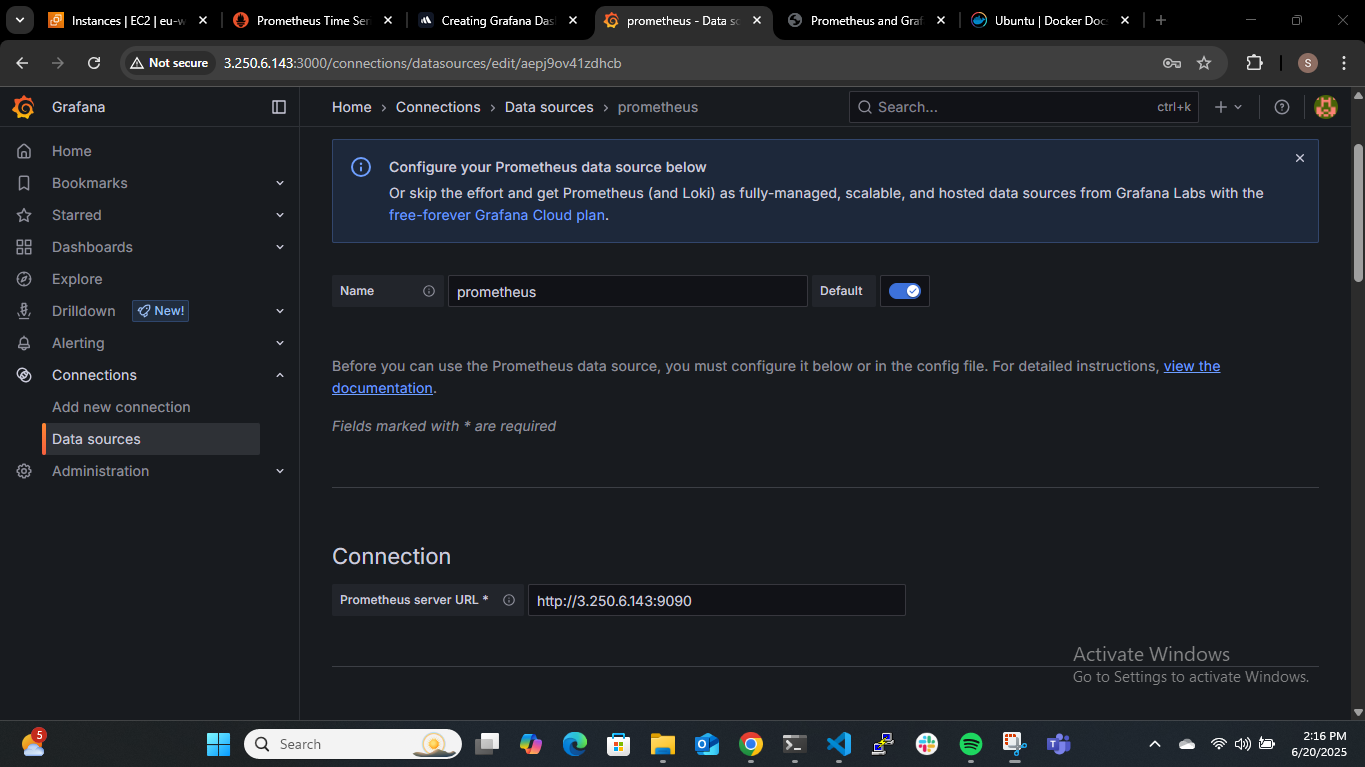 Instances | EC2 | eu-w
Prometheus Time Ser
Creating Grafana Das
prometheus - Data so
Prometheus and Graf
Ubuntu | Docker Doc
Not secure
3.250.6.143:3000/connections/datasources/edit/aepj9ov41zdhcb
S
Grafana
Home › Connections › Data sources › prometheus
Search...
ctrl+k
Home
Bookmarks
Starred
Dashboards
Explore
Drilldown
New!
Alerting
Connections
Add new connection
Data sources
Administration
Configure your Prometheus data source below
Or skip the effort and get Prometheus (and Loki) as fully-managed, scalable, and hosted data sources from Grafana Labs with the
free-forever Grafana Cloud plan.
Name
prometheus
Default
Before you can use the Prometheus data source, you must configure it below or in the config file. For detailed instructions, view the
documentation.
Fields marked with * are required
Connection
Prometheus server URL *
http://3.250.6.143:9090
Activate Windows
Go to Settings to activate Windows.
5
Search
2:16 PM
6/20/2025